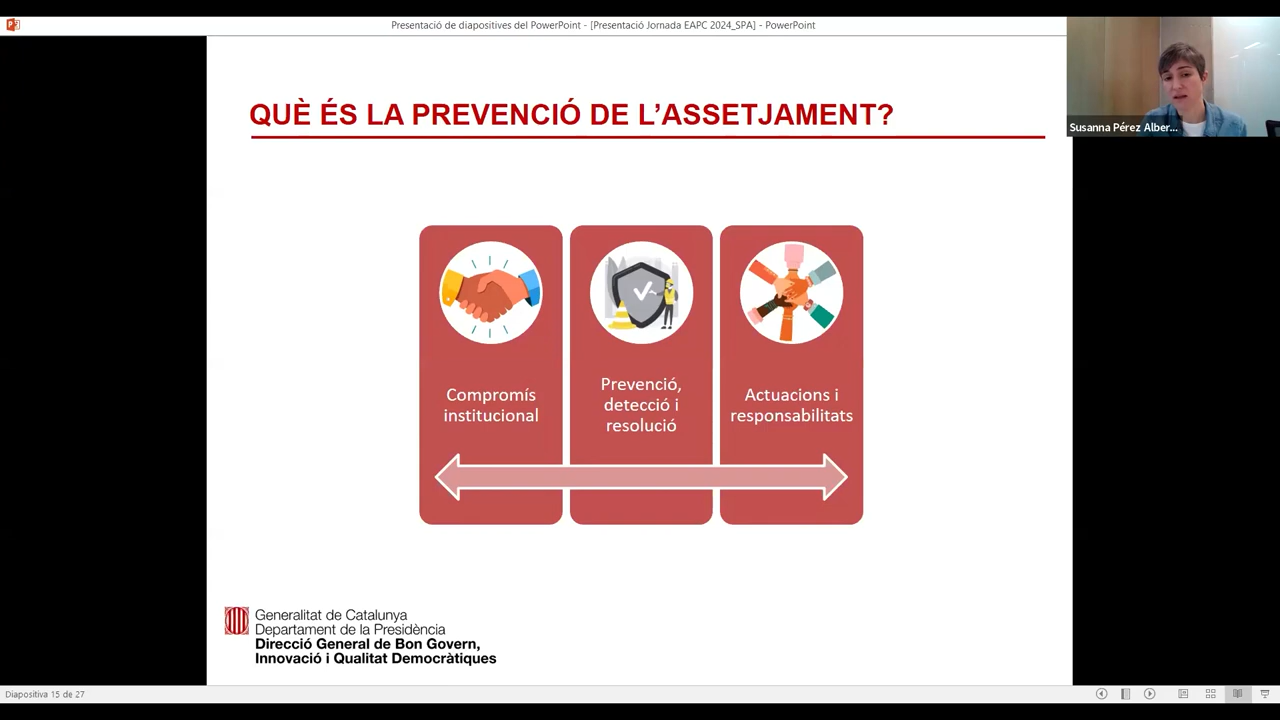 Presentació de diapositives del PowerPoint - [Presentació Jornada EAPC 2024_SPA] - PowerPoint
Susanna Pérez Alber...
QUÈ ÉS LA PREVENCIÓ DE L’ASSETJAMENT?
Compromís
institucional
Prevenció,
detecció i
resolució
Actuacions i
responsabilitats
Generalitat de Catalunya
Departament de la Presidència
Direcció General de Bon Govern,
Innovació i Qualitat Democràtiques
Diapositiva 15 de 27